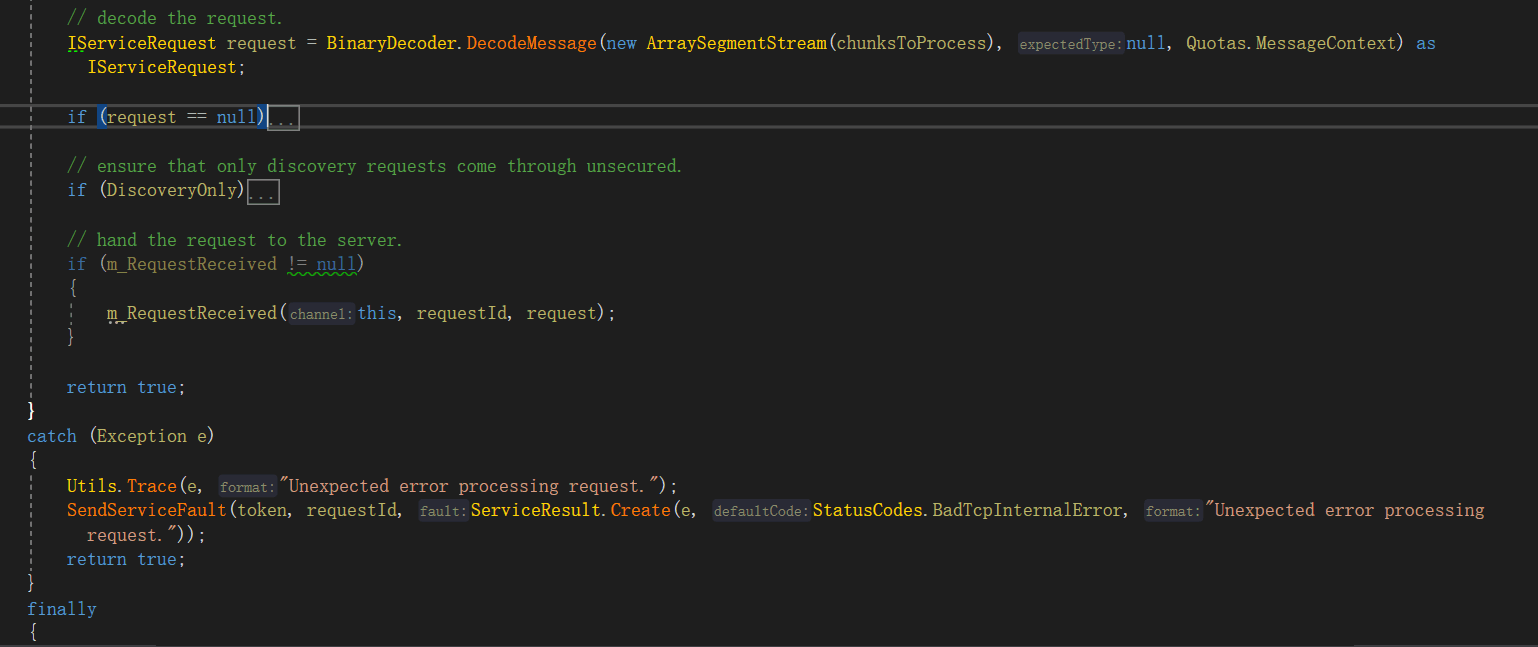 // decode the request.
IServiceRequest request = BinaryDecoder.DecodeMessage(new ArraySegmentStream(chunksToProcess), expectedType: null, Quotas.MessageContext) as
IServiceRequest;
if (request == null)...
// ensure that only discovery requests come through unsecured.
if (DiscoveryOnly)...
// hand the request to the server.
if (m_RequestReceived != null)
{
m_RequestReceived(channel: this, requestId, request);
}
return true;
}
catch (Exception e)
{
Utils.Trace(e, format: "Unexpected error processing request.");
SendServiceFault(token, requestId, fault: ServiceResult.Create(e, defaultCode: StatusCodes.BadTcpInternalError, format: "Unexpected error processing
request."));
return true;
}
finally
{